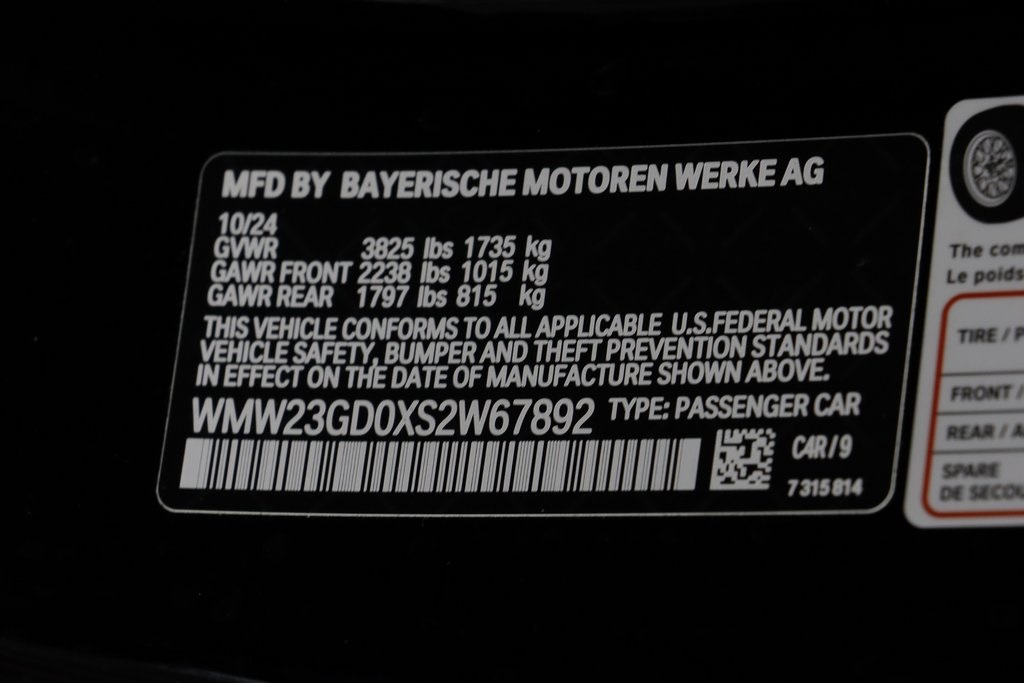 MFD BY BAYERISCHE MOTOREN WERKE AG
10/24
GVWR 3825 lbs 1735 kg
GAWR FRONT 2238 lbs 1015 kg
GAWR REAR 1797 lbs 815 kg
THIS VEHICLE CONFORMS TO ALL APPLICABLE U.S.FEDERAL MOTOR
VEHICLE SAFETY, BUMPER AND THEFT PREVENTION STANDARDS
IN EFFECT ON THE DATE OF MANUFACTURE SHOWN ABOVE.
WMW23GD0XS2W67892 TYPE: PASSENGER CAR
C4R/9
7315814
The com
Le poids
TIRE / P
FRONT /
REAR / A
SPARE
DE SECOU